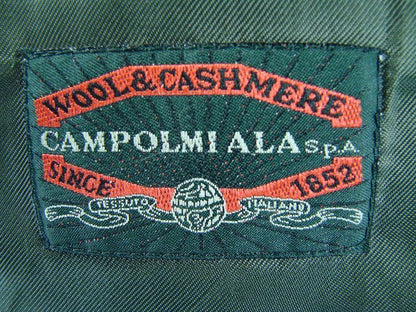 WOOL & CASHMERE
CAMPOLMI ALA S.P.A.
SINCE 1852
TESSUTO ITALIANO